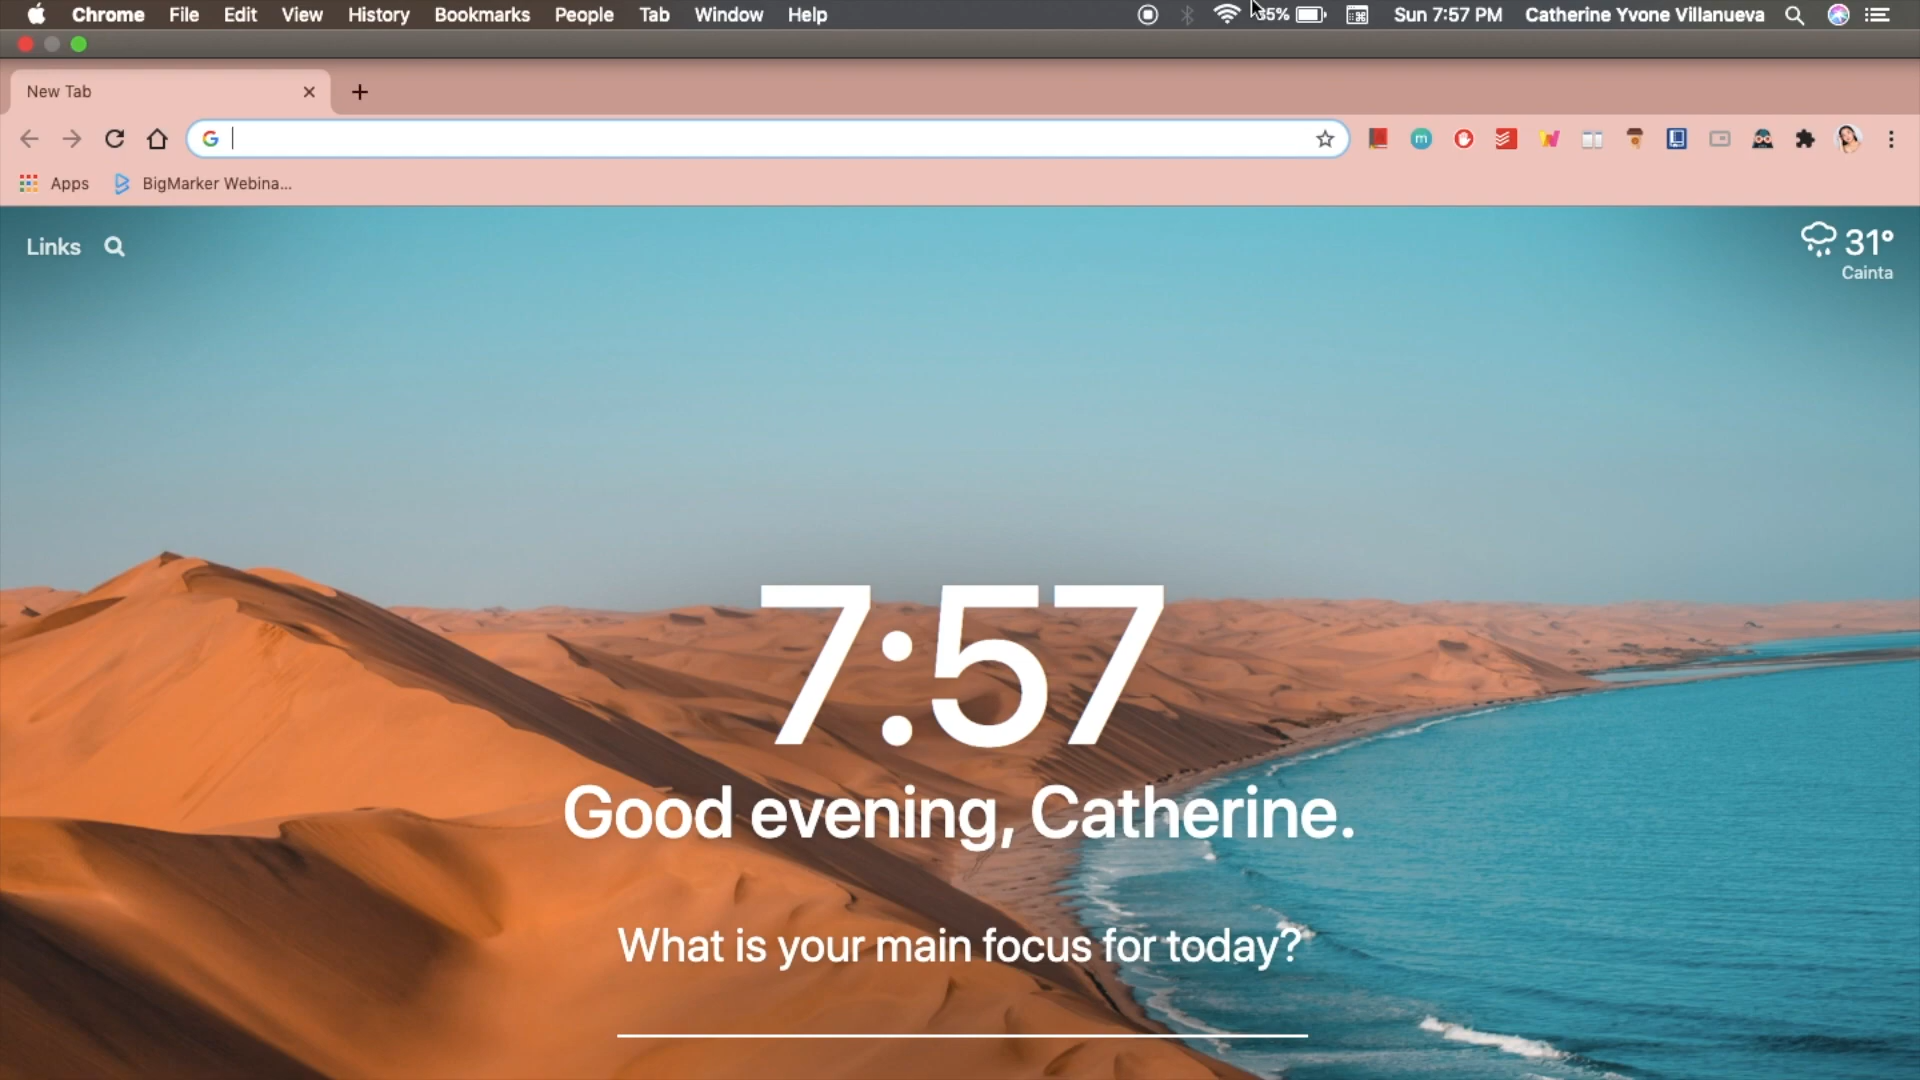 Chrome File Edit View History Bookmarks People Tab Window Help Sun 7:57 PM Catherine Yvone Villanueva
New Tab
Apps BigMarker Webina...
Links
31°
Cainta
7:57
Good evening, Catherine.
What is your main focus for today?